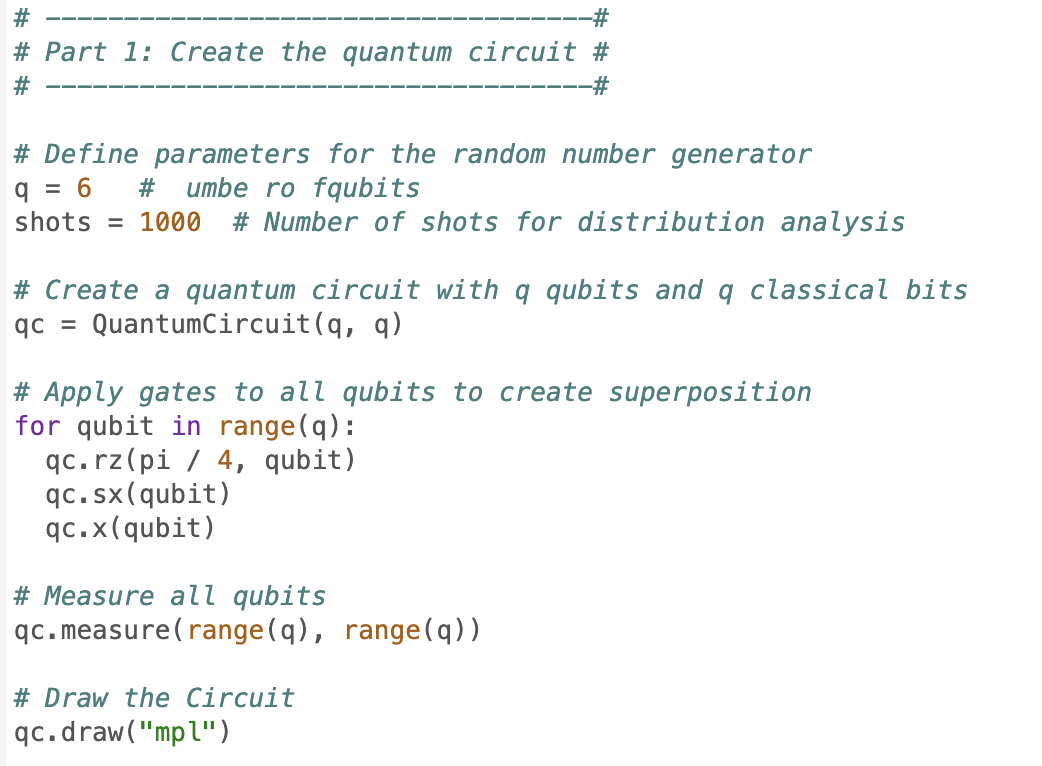 # -----------------------------------#
# Part 1: Create the quantum circuit #
# -----------------------------------#
# Define parameters for the random number generator
q = 6   #  umbe ro fqubits
shots = 1000  # Number of shots for distribution analysis
# Create a quantum circuit with q qubits and q classical bits
qc = QuantumCircuit(q, q)
# Apply gates to all qubits to create superposition
for qubit in range(q):
  qc.rz(pi / 4, qubit)
  qc.sx(qubit)
  qc.x(qubit)
# Measure all qubits
qc.measure(range(q), range(q))
# Draw the Circuit
qc.draw("mpl")